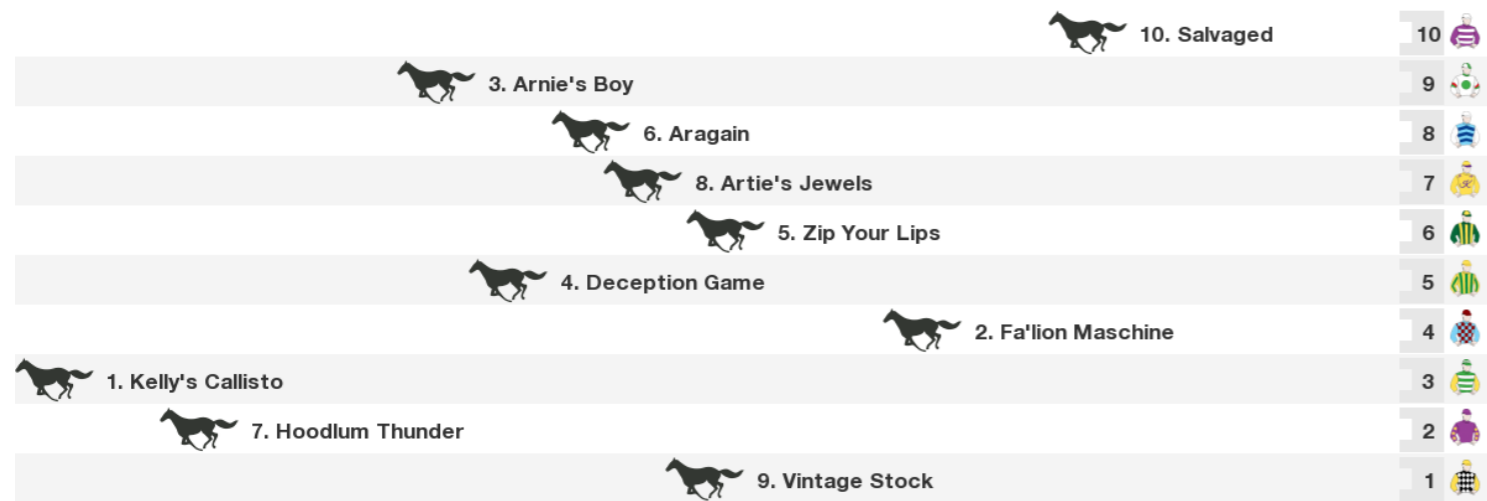 10. Salvaged 10
3. Arnie's Boy 9
6. Aragain 8
8. Artie's Jewels 7
5. Zip Your Lips 6
4. Deception Game 5
2. Fa'lion Maschine 4
1. Kelly's Callisto 3
7. Hoodlum Thunder 2
9. Vintage Stock 1